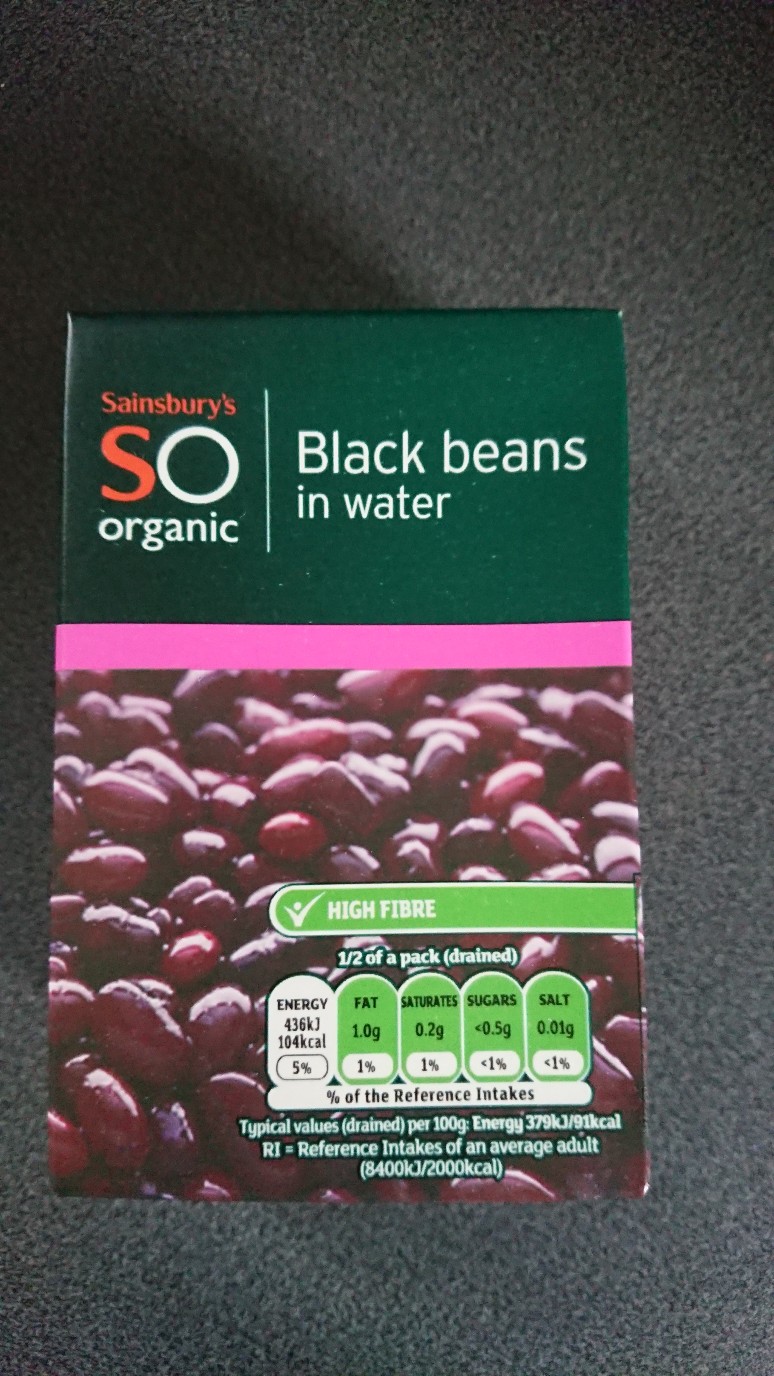 Sainsbury's
SO
organic
Black beans
in water
HIGH FIBRE
1/2 of a pack (drained)
ENERGY
436kJ
104kcal
5%
FAT
1.0g
1%
SATURATES
0.2g
1%
SUGARS
<0.5g
<1%
SALT
0.01g
<1%
% of the Reference Intakes
Typical values (drained) per 100g: Energy 379kJ/91kcal
RI = Reference Intakes of an average adult
(8400kJ/2000kcal)